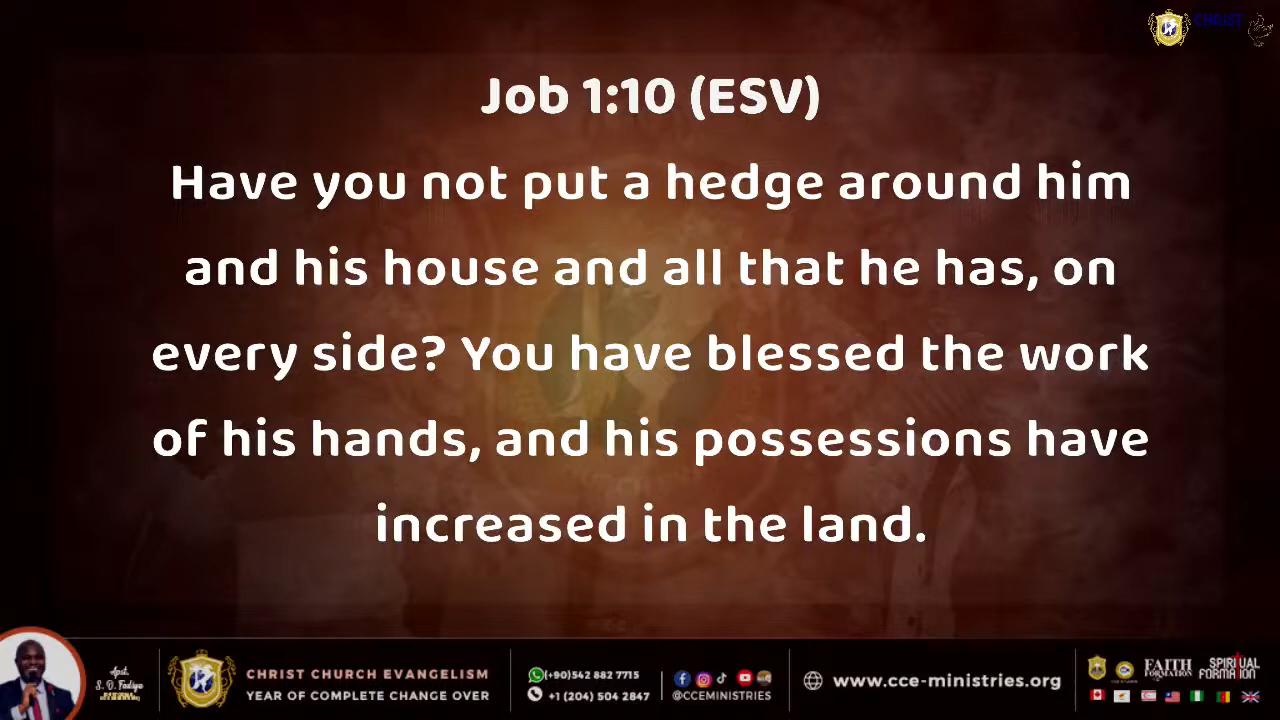 CHRIST
Job 1:10 (ESV)
Have you not put a hedge around him
and his house and all that he has, on
every side? You have blessed the work
of his hands, and his possessions have
increased in the land.
Apst.
CHRIST CHURCH EVANGELISM
YEAR OF COMPLETE CHANGE OVER
(+90)542 882 7715
+1 (204) 504 2847
@CCEMINISTRIES
www.cce-ministries.org
FAITH
FORMATION
SPIRITUAL
FORMATION